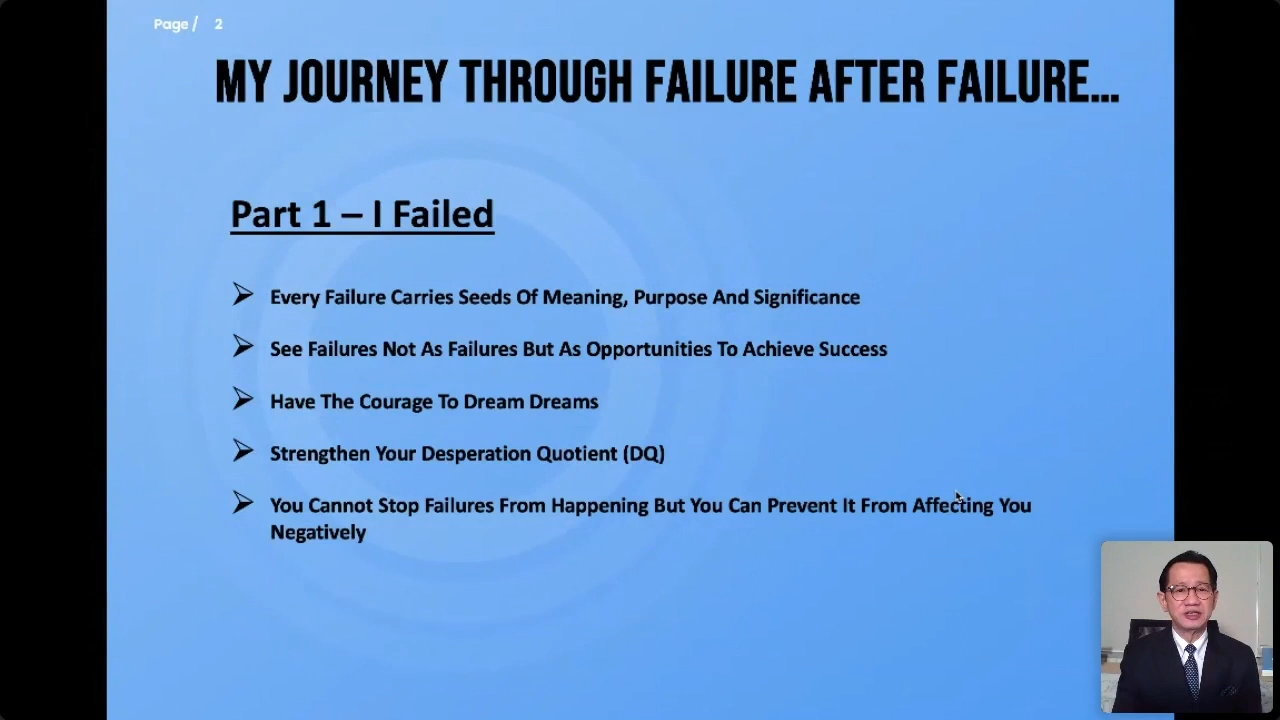 Page / 2
MY JOURNEY THROUGH FAILURE AFTER FAILURE...
Part 1 – I Failed
Every Failure Carries Seeds Of Meaning, Purpose And Significance
See Failures Not As Failures But As Opportunities To Achieve Success
Have The Courage To Dream Dreams
Strengthen Your Desperation Quotient (DQ)
You Cannot Stop Failures From Happening But You Can Prevent It From Affecting You
Negatively